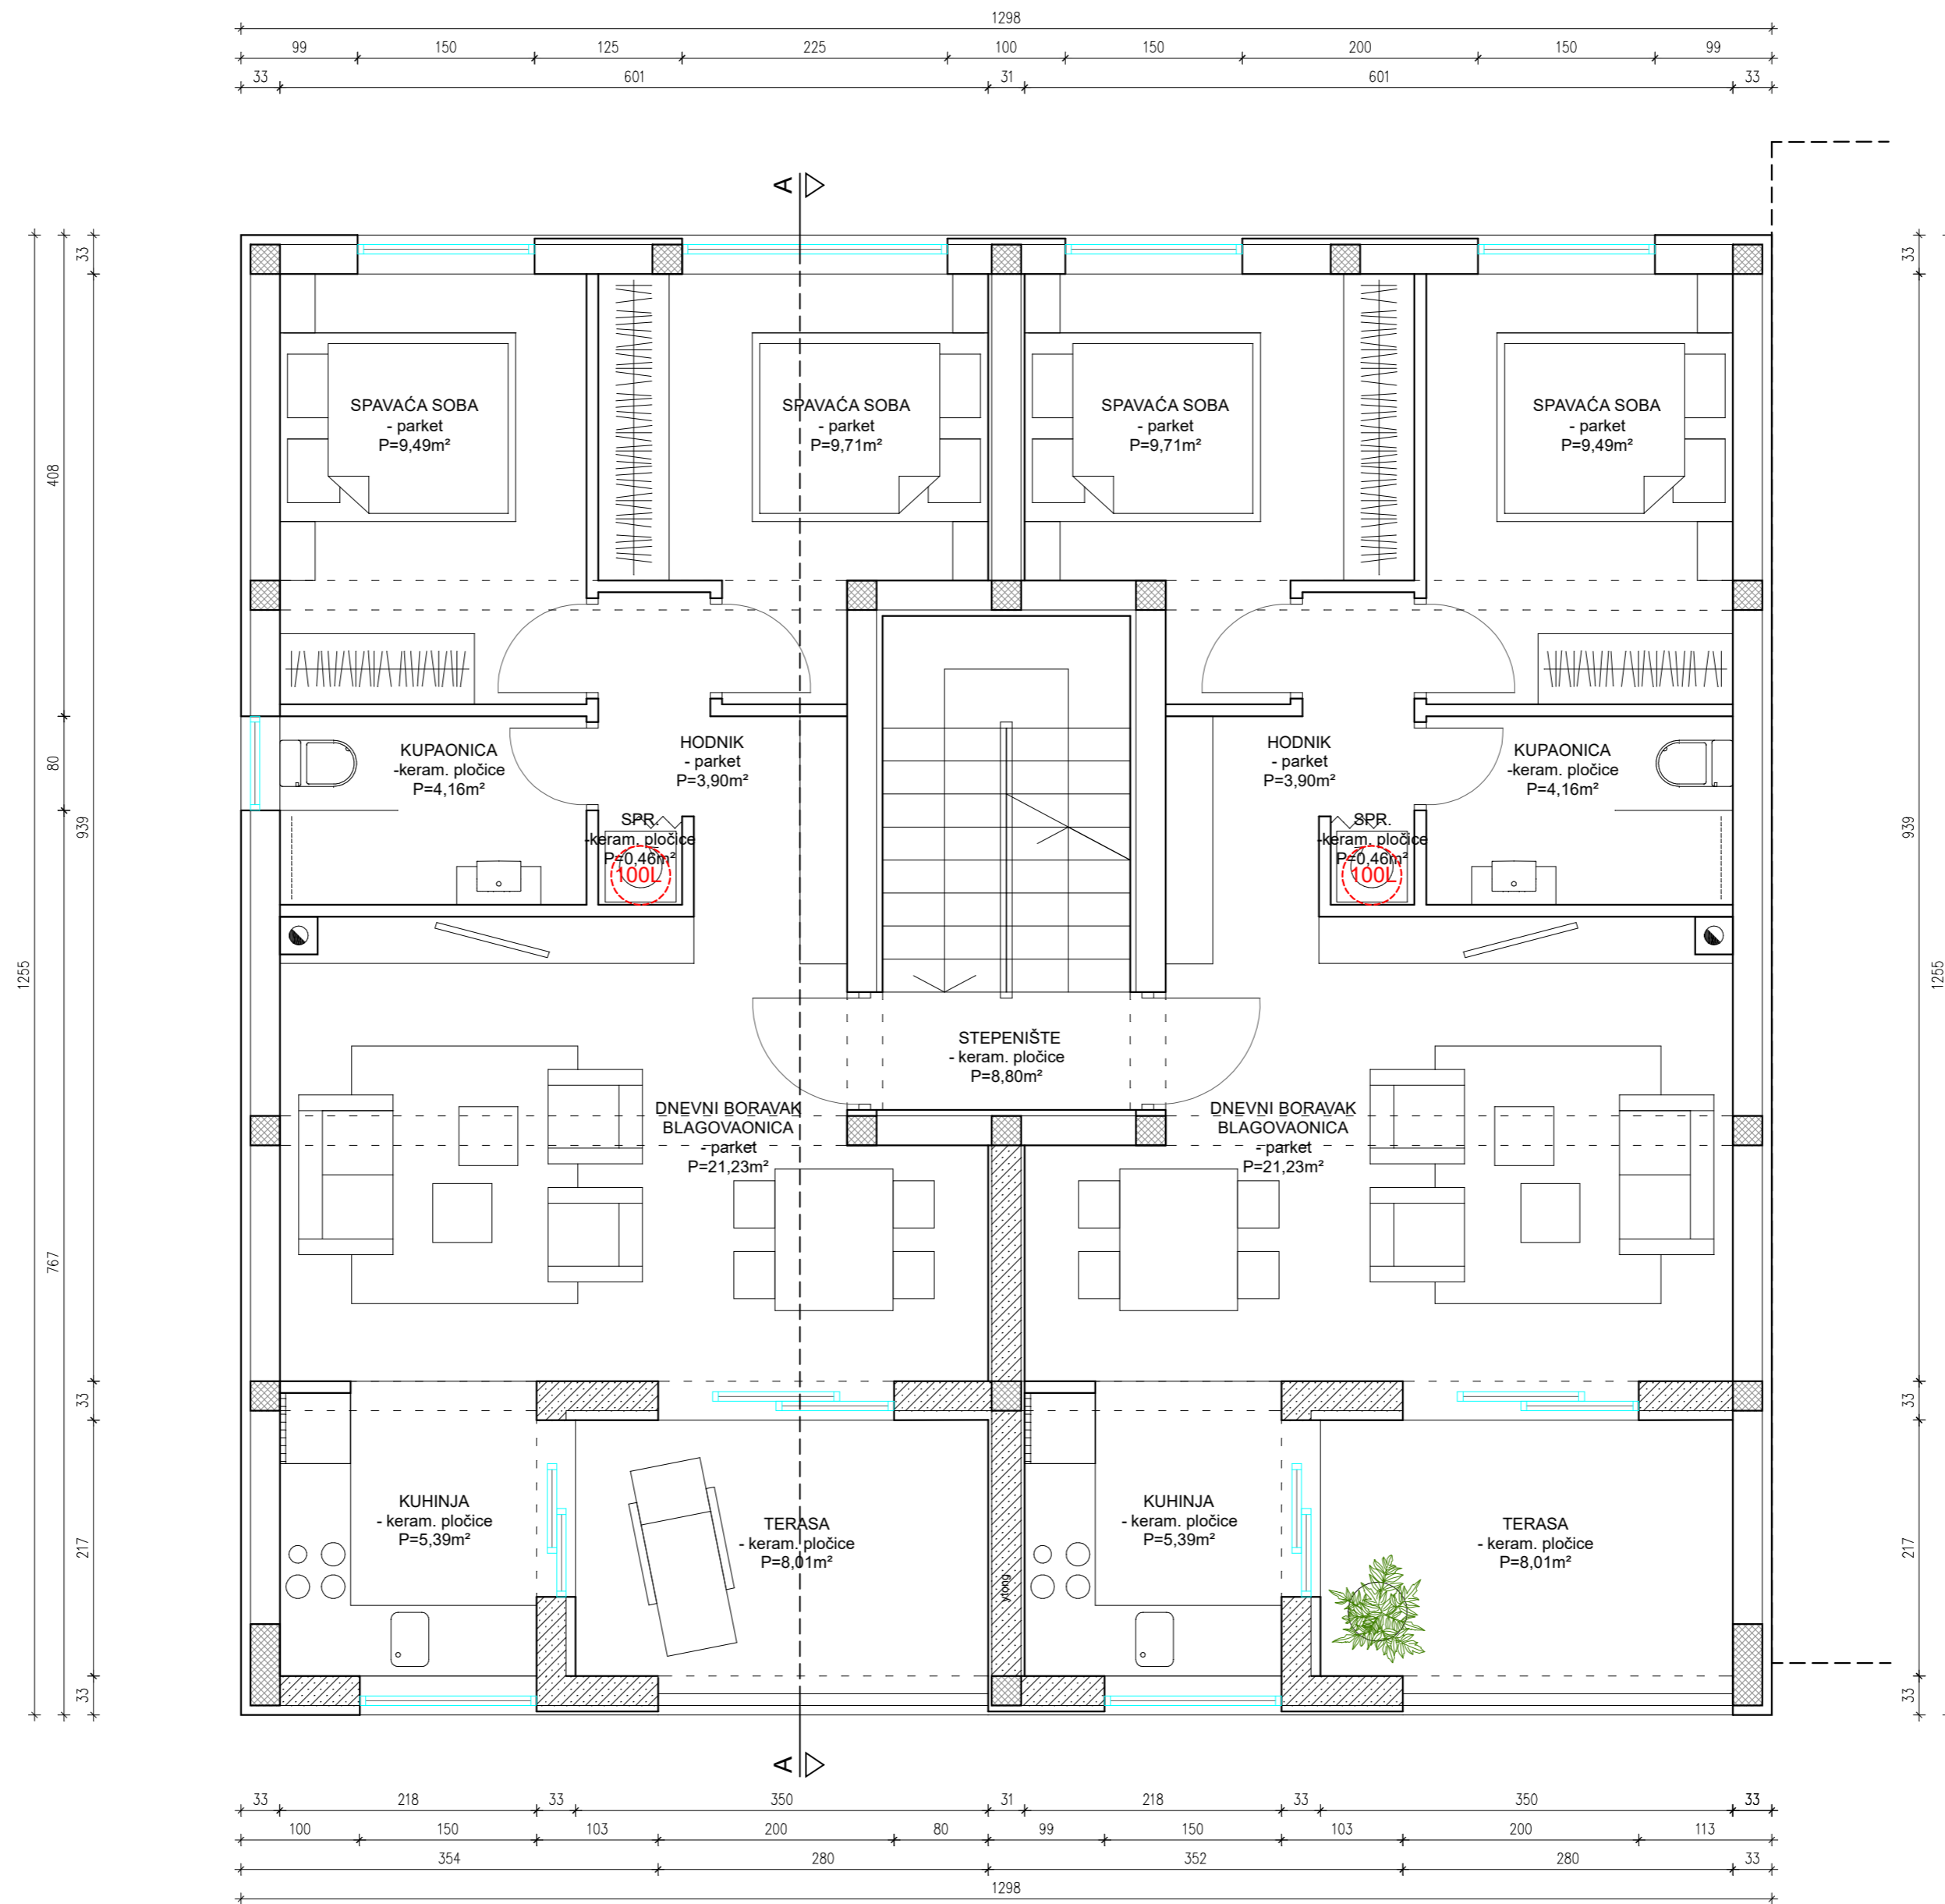 1298
99 150 125 225 100 150 200 150 99
33 601 31 601 33
A
33
33
SPAVAĆA SOBA
- parket
P=9,49m²
SPAVAĆA SOBA
- parket
P=9,71m²
SPAVAĆA SOBA
- parket
P=9,71m²
SPAVAĆA SOBA
- parket
P=9,49m²
408
80
939
1255
767
939
1255
KUPAONICA
-keram. pločice
P=4,16m²
HODNIK
- parket
P=3,90m²
HODNIK
- parket
P=3,90m²
KUPAONICA
-keram. pločice
P=4,16m²
SPR.
-keram. pločice
P=0,46m²
100L
SPR.
-keram. pločice
P=0,46m²
100L
STEPENIŠTE
- keram. pločice
P=8,80m²
DNEVNI BORAVAK
BLAGOVAONICA
- parket
P=21,23m²
DNEVNI BORAVAK
BLAGOVAONICA
- parket
P=21,23m²
33
33
KUHINJA
- keram. pločice
P=5,39m²
TERASA
- keram. pločice
P=8,01m²
ytong
KUHINJA
- keram. pločice
P=5,39m²
TERASA
- keram. pločice
P=8,01m²
217
217
33
33
A
33 218 33 350 31 218 33 350 33
100 150 103 200 80 99 150 103 200 113
354 280 352 280 33
1298